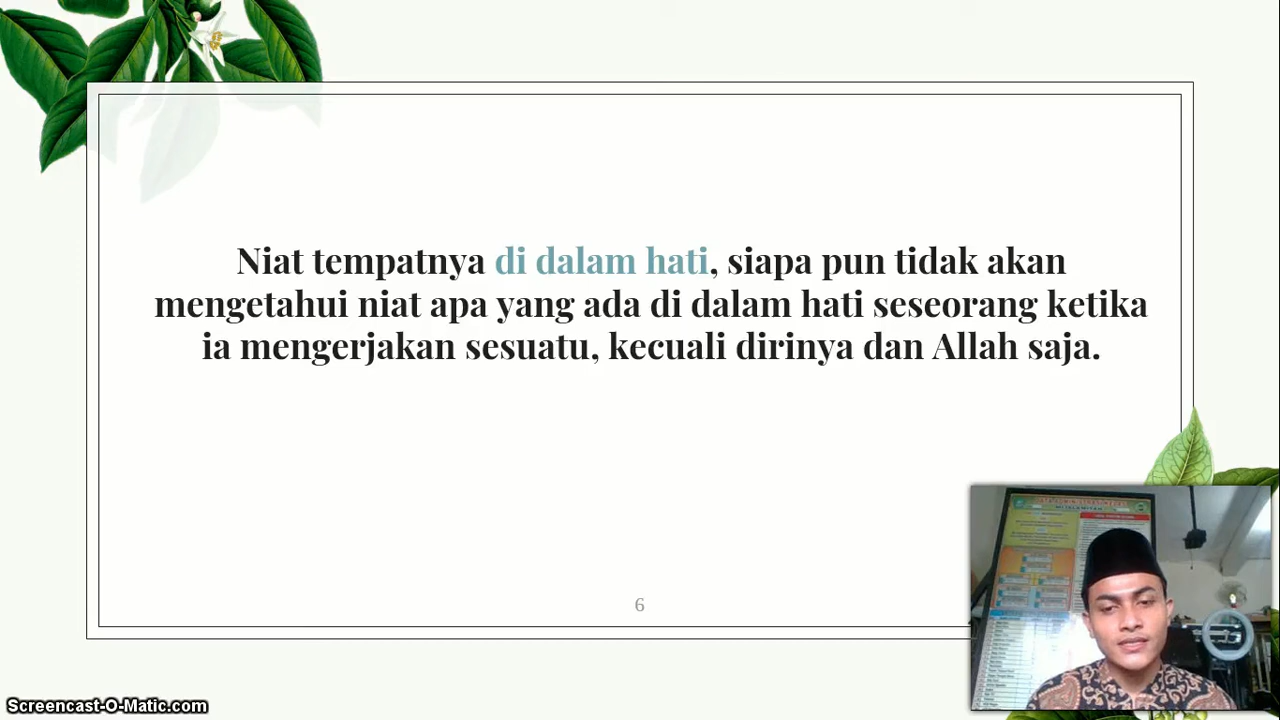 Niat tempatnya di dalam hati, siapa pun tidak akan
mengetahui niat apa yang ada di dalam hati seseorang ketika
ia mengerjakan sesuatu, kecuali dirinya dan Allah saja.
6
Screencast-O-Matic.com